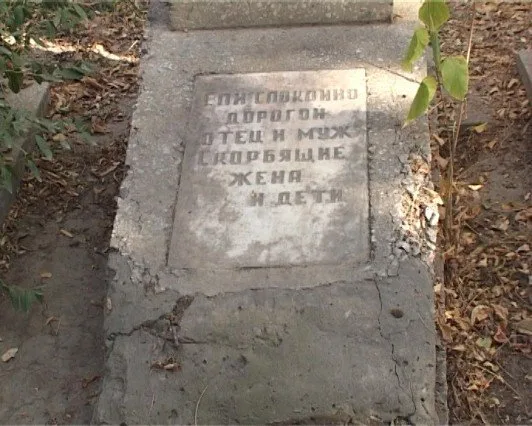 СПИ СПОКОЙНО
ДОРОГОЙ
ОТЕЦ И МУЖ
СКОРБЯЩИЕ
ЖЕНА
И ДЕТИ